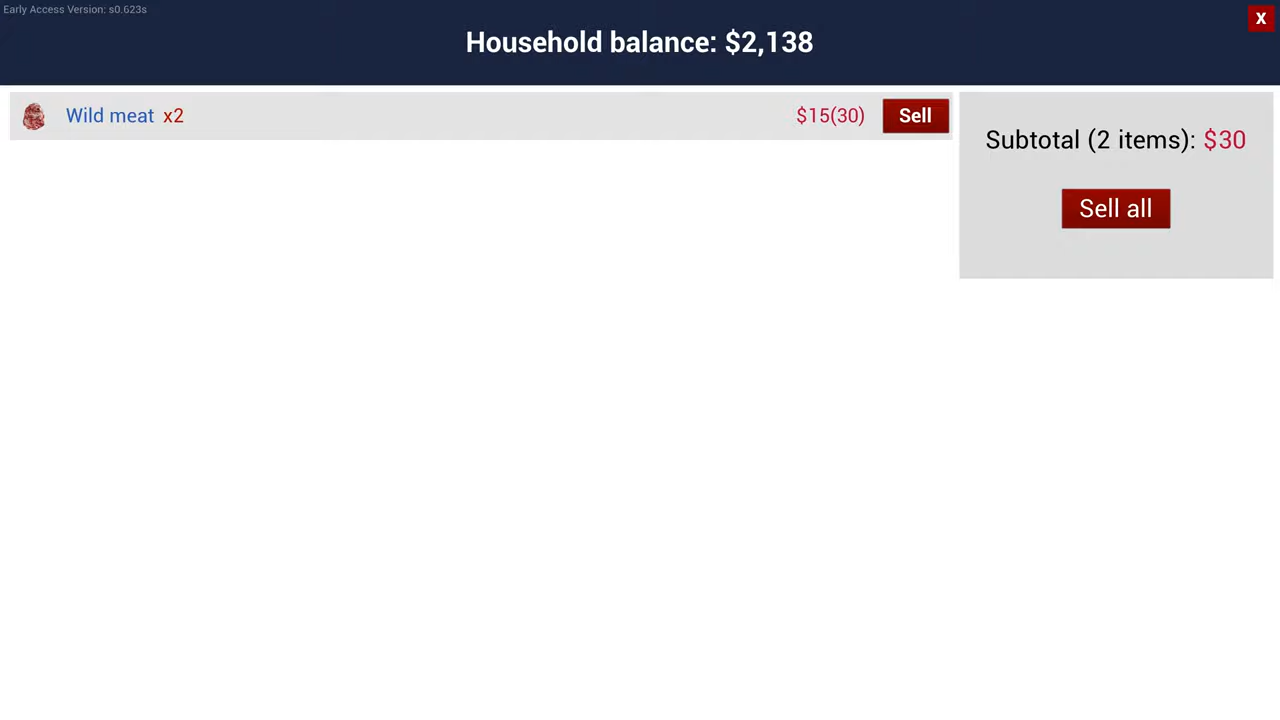 Early Access Version: s0.623s
X
Household balance: $2,138
Wild meat x2 $15(30) Sell
Subtotal (2 items): $30
Sell all